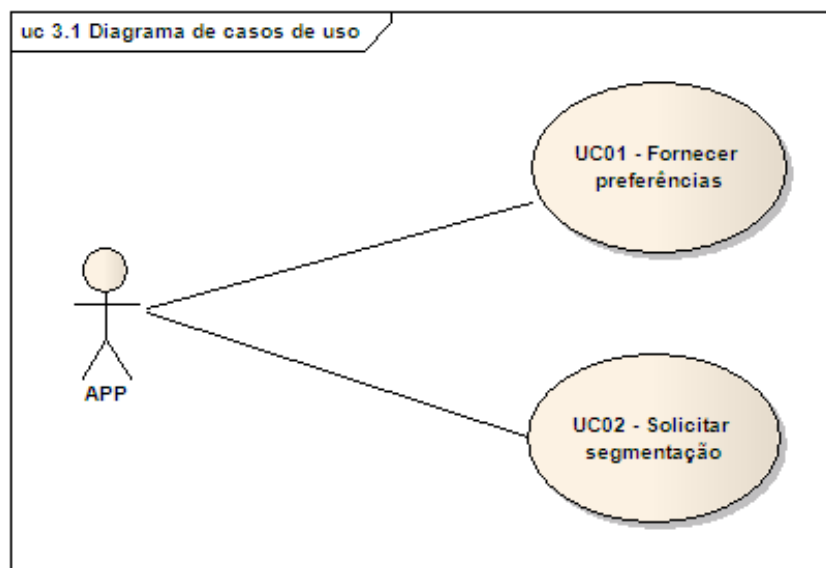 uc 3.1 Diagrama de casos de uso
UC01 - Fornecer
preferências
APP
UC02 - Solicitar
segmentação